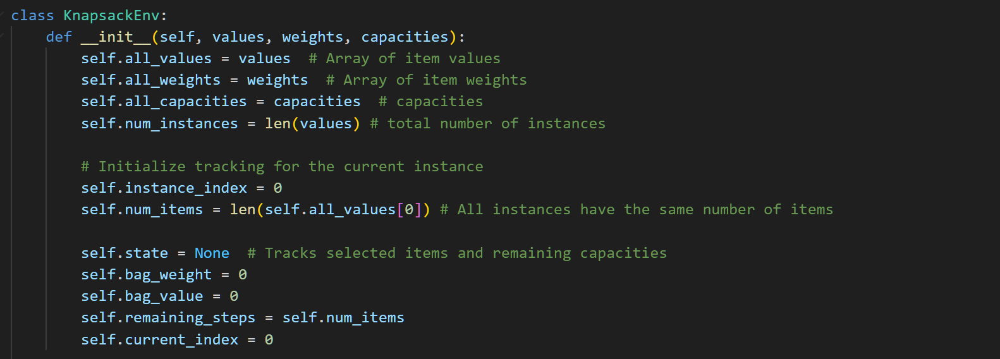 class KnapsackEnv:
    def __init__(self, values, weights, capacities):
        self.all_values = values  # Array of item values
        self.all_weights = weights  # Array of item weights
        self.all_capacities = capacities  # capacities
        self.num_instances = len(values) # total number of instances

        # Initialize tracking for the current instance
        self.instance_index = 0
        self.num_items = len(self.all_values[0]) # All instances have the same number of items

        self.state = None  # Tracks selected items and remaining capacities
        self.bag_weight = 0
        self.bag_value = 0
        self.remaining_steps = self.num_items
        self.current_index = 0